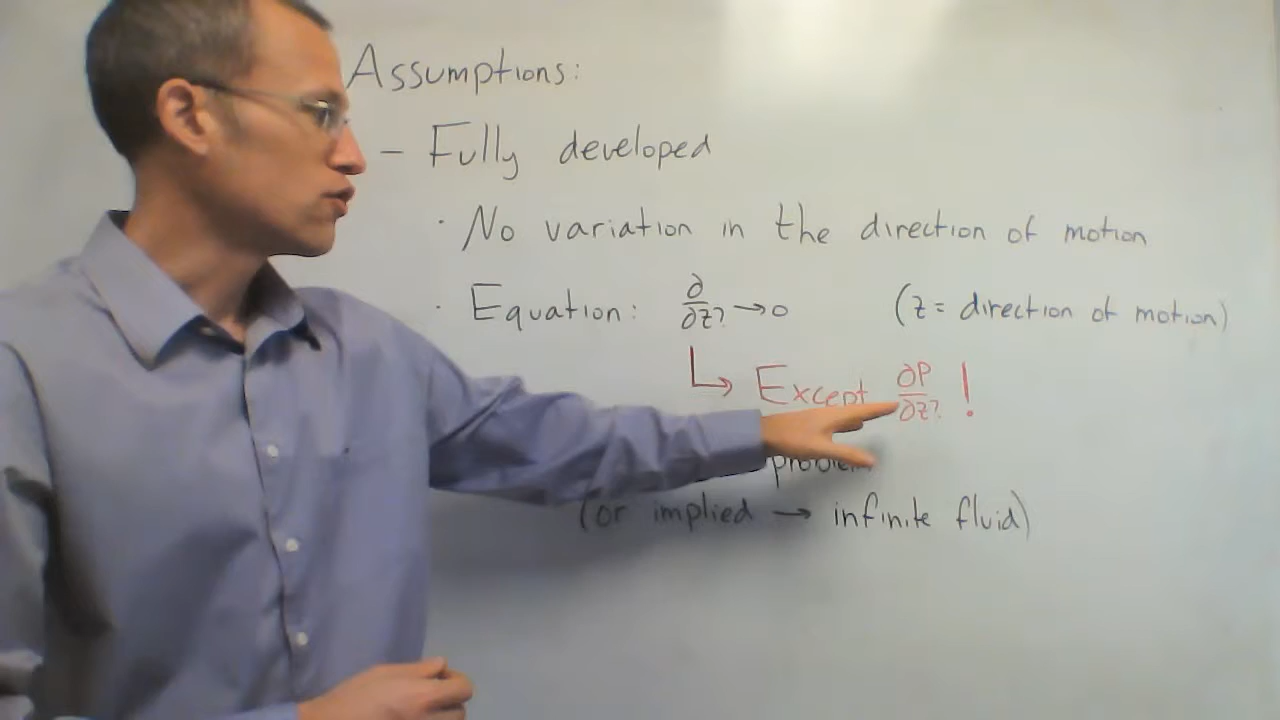 Assumptions:
- Fully developed
· No variation in the direction of motion
· Equation: ∂/∂z? → 0 (z = direction of motion)
↳ Except ∂P/∂z? !
problem
(or implied → infinite fluid)